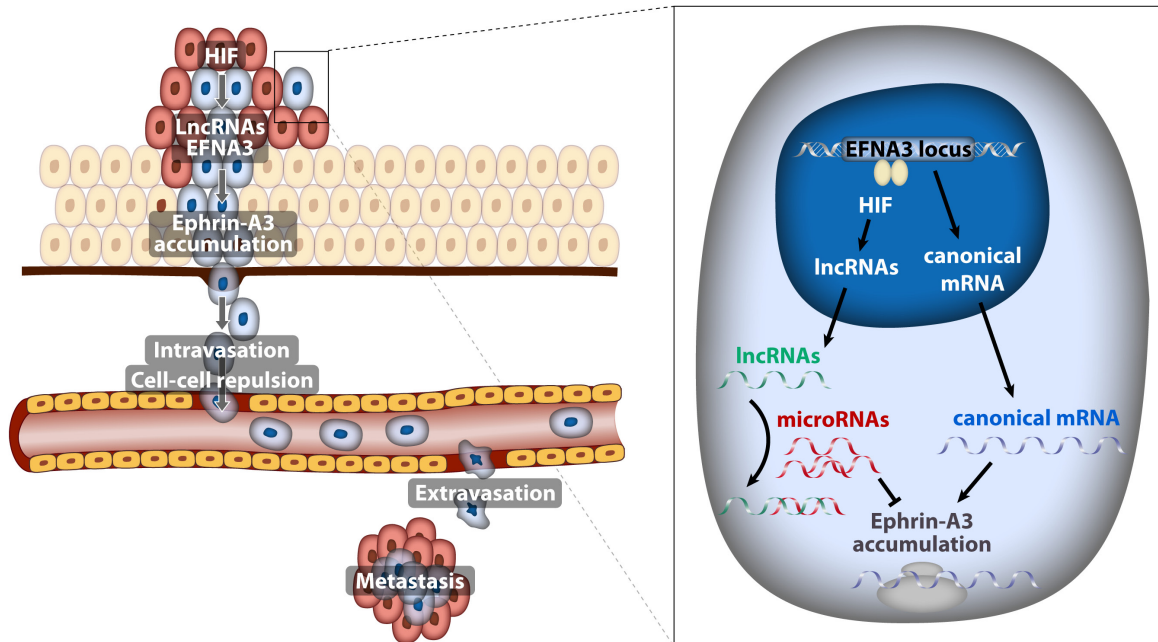 HIF
LncRNAs
EFNA3
Ephrin-A3
accumulation
Intravasation
Cell-cell repulsion
Extravasation
Metastasis
EFNA3 locus
HIF
lncRNAs
canonical
mRNA
lncRNAs
microRNAs
canonical mRNA
Ephrin-A3
accumulation